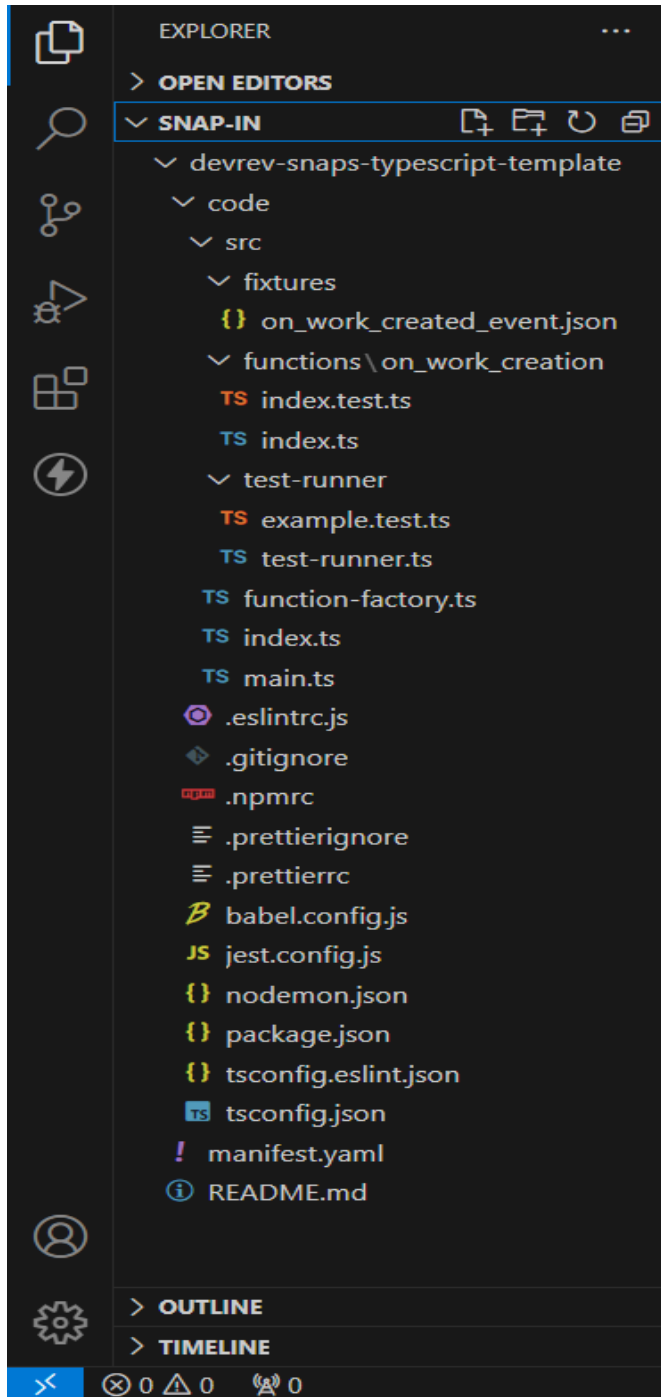 EXPLORER ...
OPEN EDITORS
SNAP-IN
devrev-snaps-typescript-template
code
src
fixtures
{} on_work_created_event.json
functions\on_work_creation
TS index.test.ts
TS index.ts
test-runner
TS example.test.ts
TS test-runner.ts
TS function-factory.ts
TS index.ts
TS main.ts
.eslintrc.js
.gitignore
npm .npmrc
.prettierignore
.prettierrc
B babel.config.js
JS jest.config.js
{} nodemon.json
{} package.json
{} tsconfig.eslint.json
TS tsconfig.json
! manifest.yaml
README.md
OUTLINE
TIMELINE
0 0 0